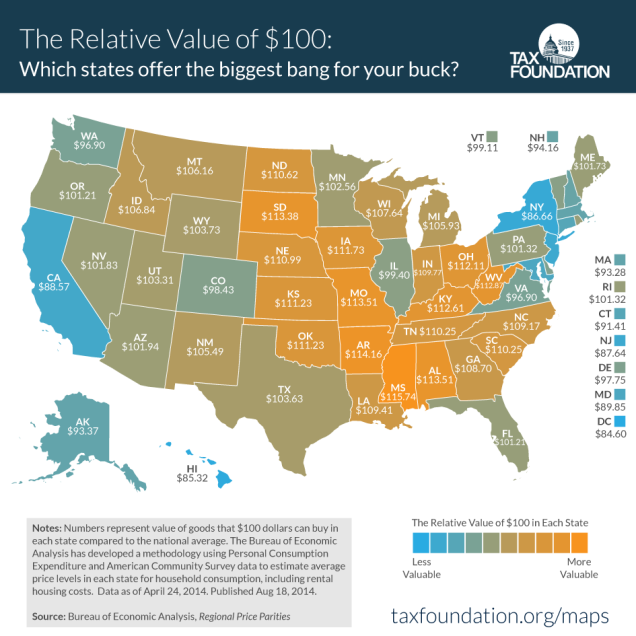 The Relative Value of $100:
Which states offer the biggest bang for your buck?
Since
1937
TAX
FOUNDATION
WA
$96.90
OR
$101.21
CA
$88.57
ID
$106.84
NV
$101.83
MT
$106.16
WY
$103.73
UT
$103.31
CO
$98.43
AZ
$101.94
NM
$105.49
ND
$110.62
SD
$113.38
NE
$110.99
KS
$111.23
OK
$111.23
TX
$103.63
MN
$102.56
IA
$111.73
MO
$113.51
AR
$114.16
LA
$109.41
WI
$107.64
IL
$99.40
MI
$105.93
IN
$109.77
OH
$112.11
KY
$112.61
WV
$112.87
TN $110.25
MS
$115.74
AL
$113.51
GA
$108.70
SC
$110.25
NC
$109.17
VA
$96.90
FL
$101.21
PA
$101.32
NY
$86.66
VT
$99.11
NH
$94.16
ME
$101.73
MA
$93.28
RI
$101.32
CT
$91.41
NJ
$87.64
DE
$97.75
MD
$89.85
DC
$84.60
AK
$93.37
HI
$85.32
Notes: Numbers represent value of goods that $100 dollars can buy in
each state compared to the national average. The Bureau of Economic
Analysis has developed a methodology using Personal Consumption
Expenditure and American Community Survey data to estimate average
price levels in each state for household consumption, including rental
housing costs. Data as of April 24, 2014. Published Aug 18, 2014.
Source: Bureau of Economic Analysis, Regional Price Parities
The Relative Value of $100 in Each State
Less
Valuable
More
Valuable
taxfoundation.org/maps